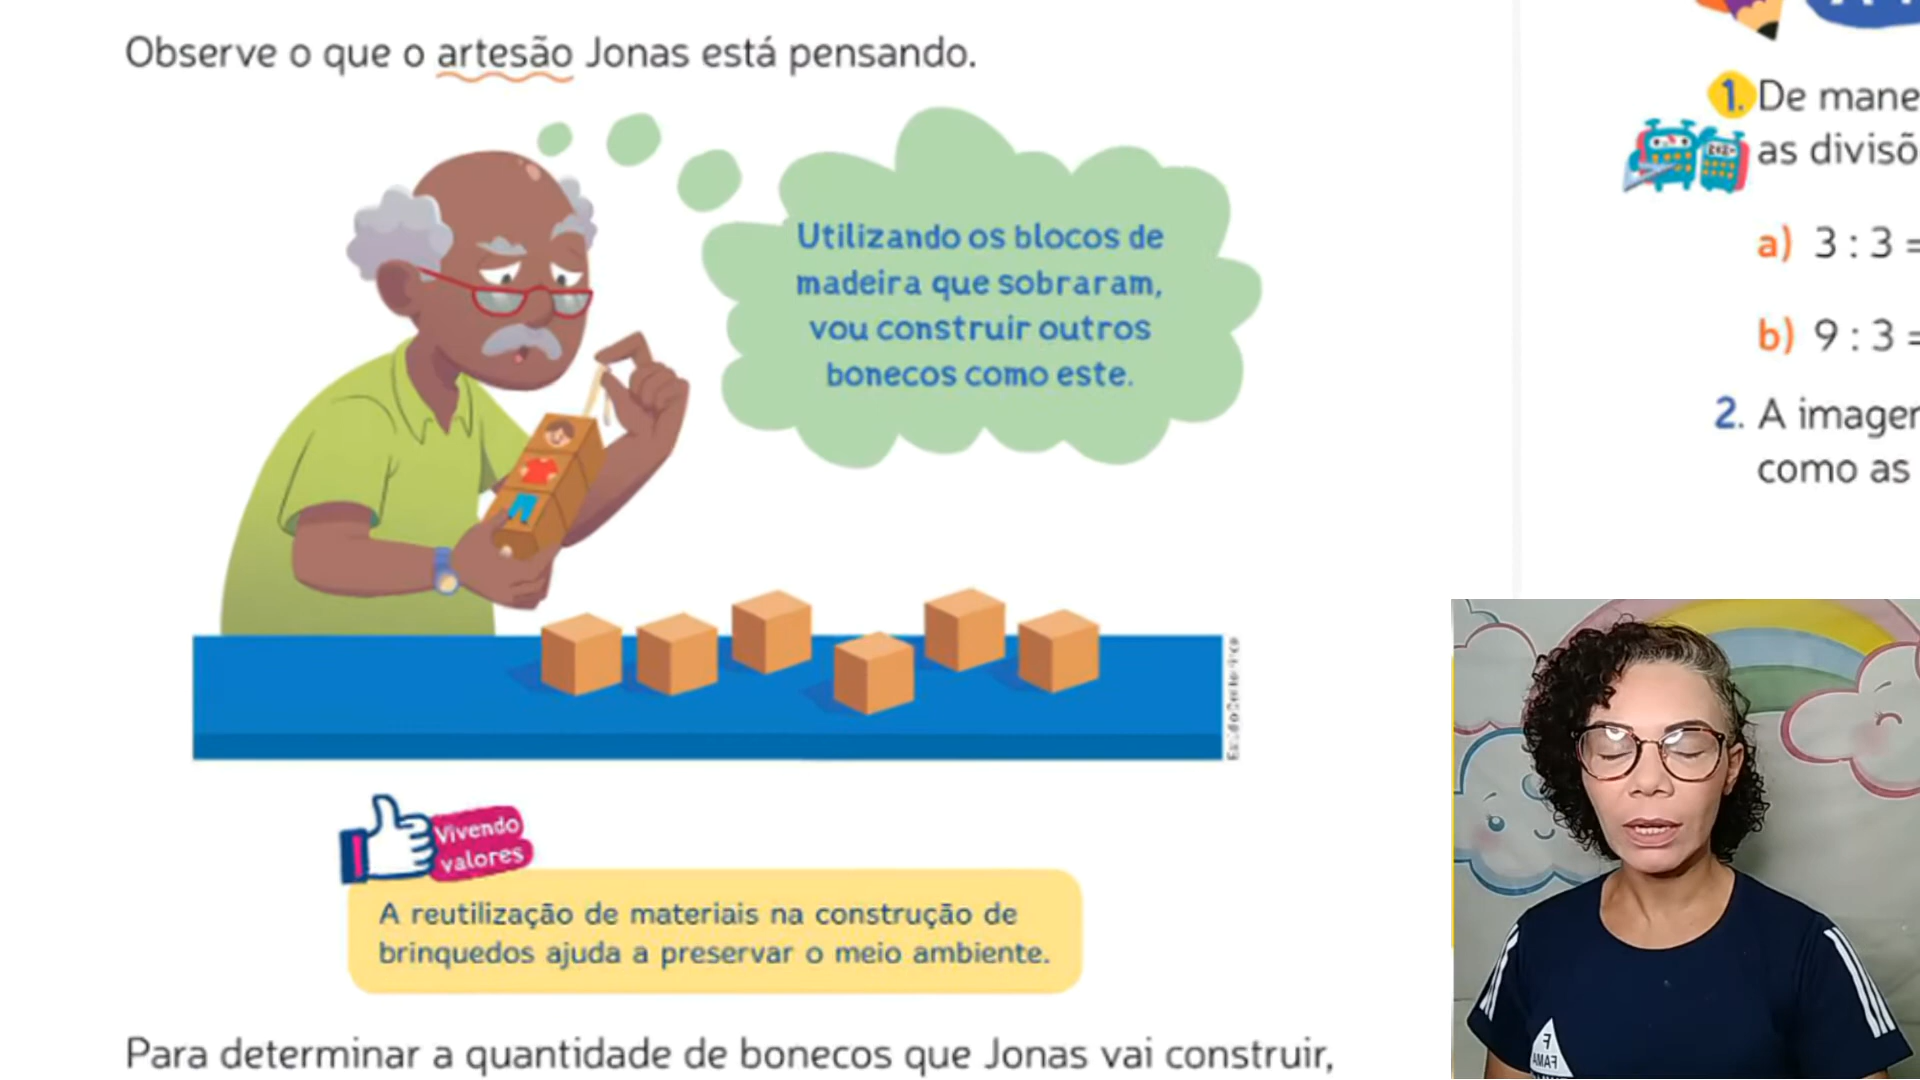 Observe o que o artesão Jonas está pensando.
Utilizando os blocos de
madeira que sobraram,
vou construir outros
bonecos como este.
Vivendo
valores
A reutilização de materiais na construção de
brinquedos ajuda a preservar o meio ambiente.
Para determinar a quantidade de bonecos que Jonas vai construir,
1. De mane
as divisõ
a) 3 : 3 =
b) 9 : 3 =
2. A imager
como as
F
FAMA